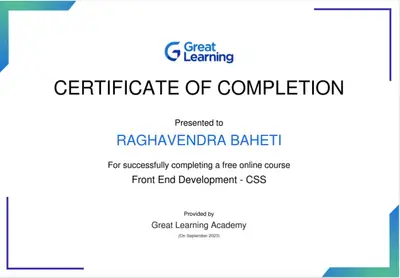 Great
Learning
CERTIFICATE OF COMPLETION
Presented to
RAGHAVENDRA BAHETI
For successfully completing a free online course
Front End Development - CSS
Provided by
Great Learning Academy
(On September 2023)